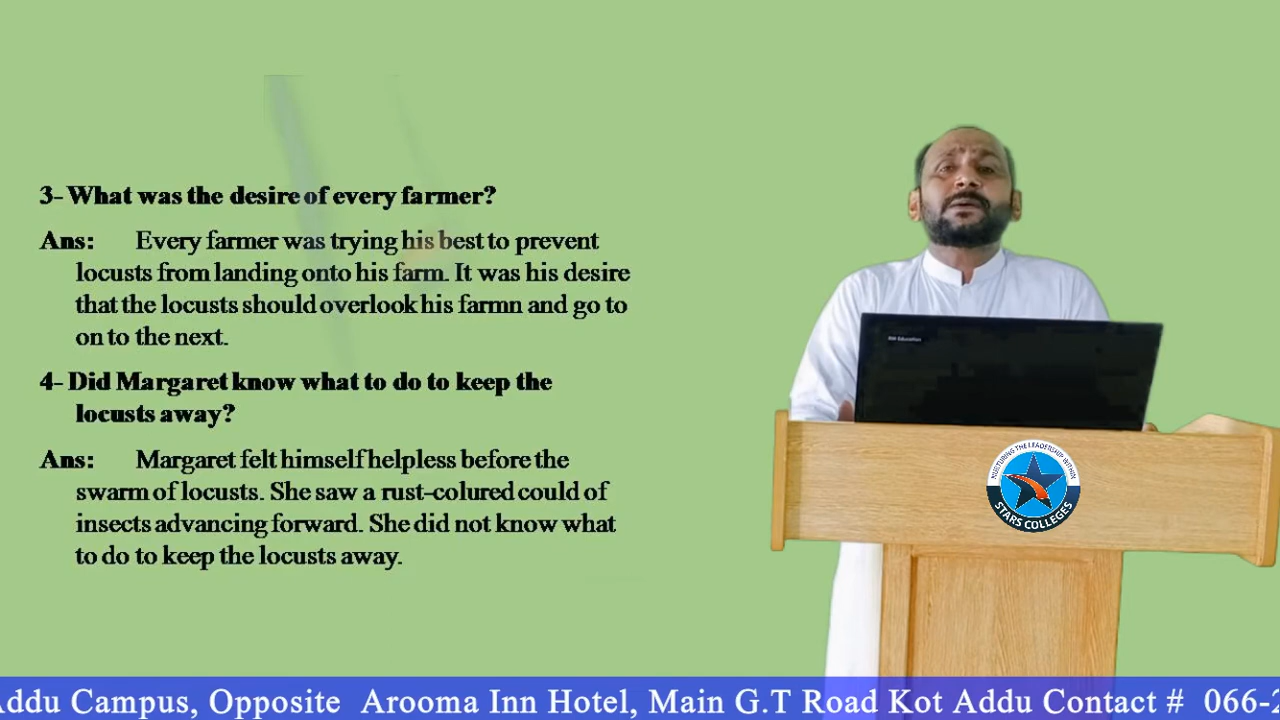 3- What was the desire of every farmer?
Ans: Every farmer was trying his best to prevent
locusts from landing onto his farm. It was his desire
that the locusts should overlook his farmn and go to
on to the next.
4- Did Margaret know what to do to keep the
locusts away?
Ans: Margaret felt himself helpless before the
swarm of locusts. She saw a rust-colured could of
insects advancing forward. She did not know what
to do to keep the locusts away.
NURTURING THE LEADERSHIP WITHIN
STARS COLLEGES
Addu Campus, Opposite Arooma Inn Hotel, Main G.T Road Kot Addu Contact # 066-2